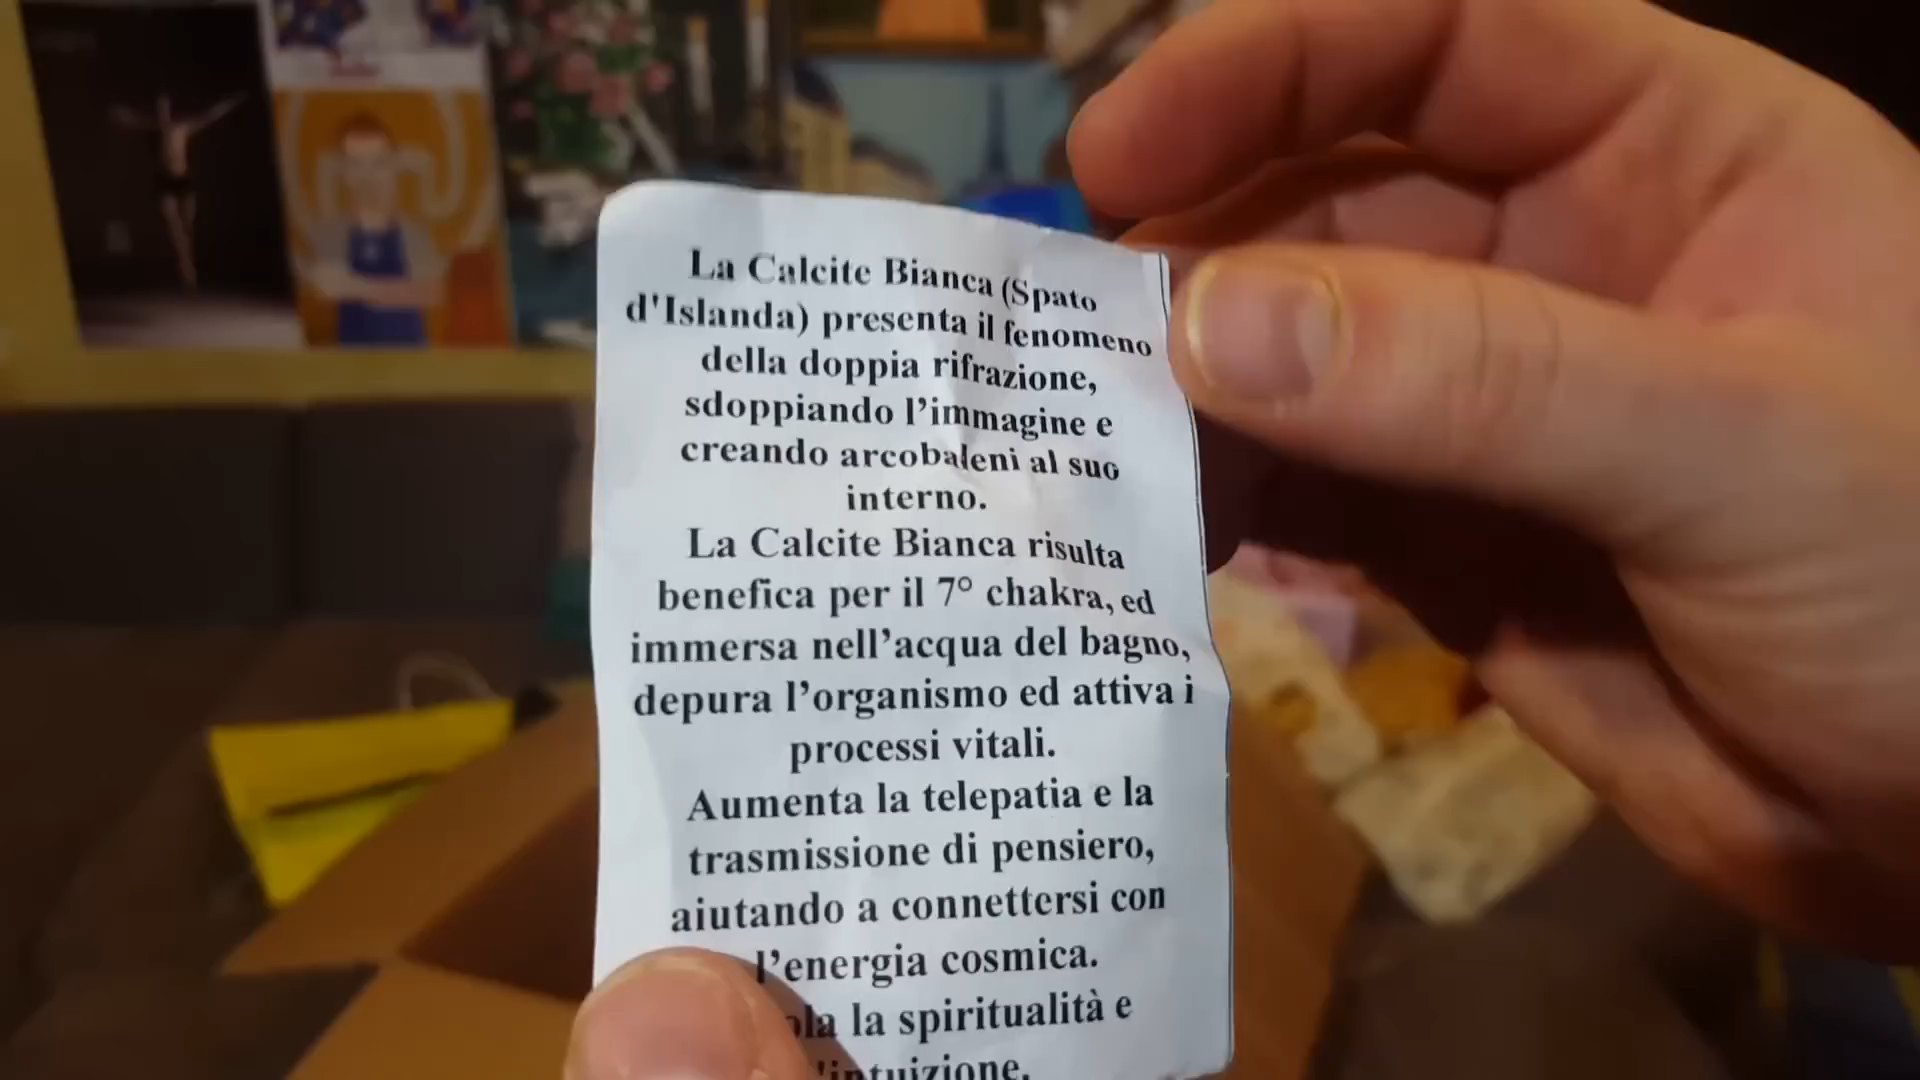 La Calcite Bianca (Spato
d'Islanda) presenta il fenomeno
della doppia rifrazione,
sdoppiando l’immagine e
creando arcobaleni al suo
interno.
La Calcite Bianca risulta
benefica per il 7° chakra, ed
immersa nell’acqua del bagno,
depura l’organismo ed attiva i
processi vitali.
Aumenta la telepatia e la
trasmissione di pensiero,
aiutando a connettersi con
l’energia cosmica.
la spiritualità e
intuizione.